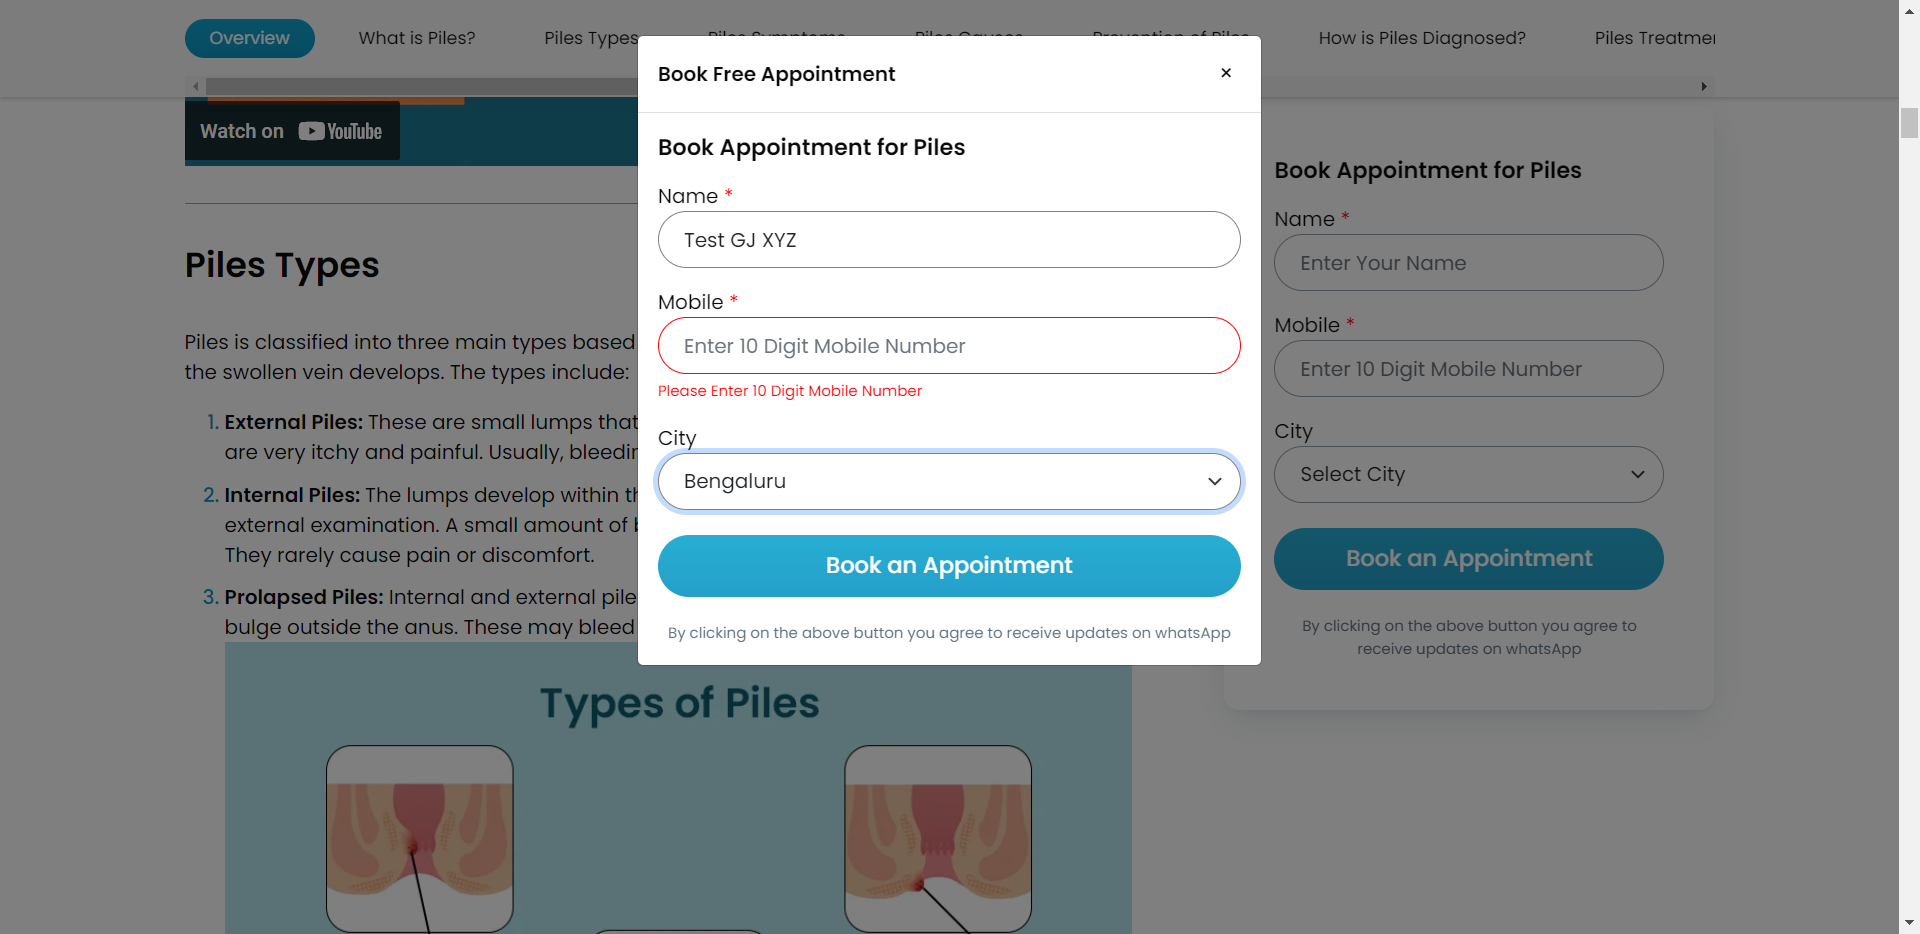 Overview
What is Piles?
Piles Types
How is Piles Diagnosed?
Piles
Book Free Appointment
×
Watch on YouTube
Book Appointment for Piles
Name *
Test GJ XYZ
Mobile *
Enter 10 Digit Mobile Number
Please Enter 10 Digit Mobile Number
City
Bengaluru
Book an Appointment
By clicking on the above button you agree to receive updates on whatsApp
Book Appointment for Piles
Name *
Enter Your Name
Mobile *
Enter 10 Digit Mobile Number
City
Select City
Book an Appointment
By clicking on the above button you agree to
receive updates on whatsApp
Piles Types
Piles is classified into three main types based
the swollen vein develops. The types include:
1. External Piles: These are small lumps that
are very itchy and painful. Usually,
2. Internal Piles: The lumps develop within
external examination. A small amount of
They rarely cause pain or discomfort.
3. Prolapsed Piles: Internal and external
bulge outside the anus. These may bleed
Types of Piles